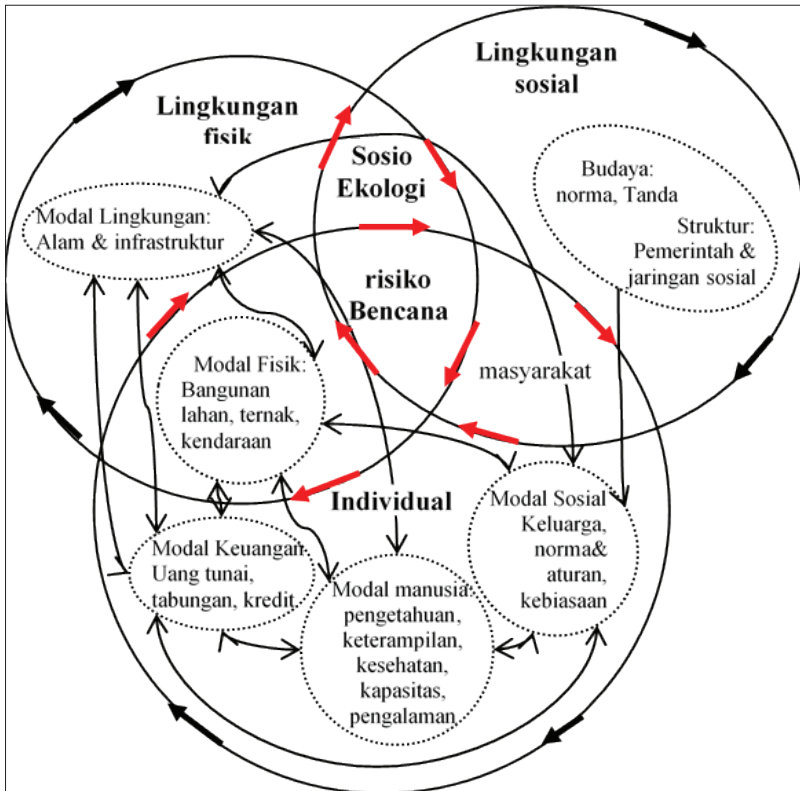 Lingkungan
sosial
Lingkungan
fisik
Sosio
Ekologi
Budaya:
norma, Tanda
Struktur:
Pemerintah &
jaringan sosial
Modal Lingkungan:
Alam & infrastruktur
risiko
Bencana
masyarakat
Modal Fisik:
Bangunan
lahan, ternak,
kendaraan
Individual
Modal Sosial
Keluarga,
norma&
aturan,
kebiasaan
Modal Keuangan
Uang tunai,
tabungan, kredit
Modal manusia:
pengetahuan,
keterampilan,
kesehatan,
kapasitas,
pengalaman